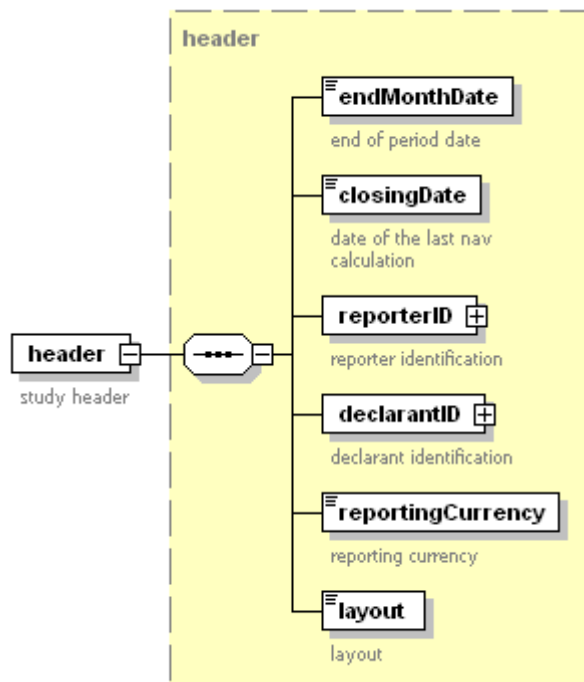 header
endMonthDate
end of period date
closingDate
date of the last nav
calculation
reporterID
reporter identification
header
study header
declarantID
declarant identification
reportingCurrency
reporting currency
layout
layout